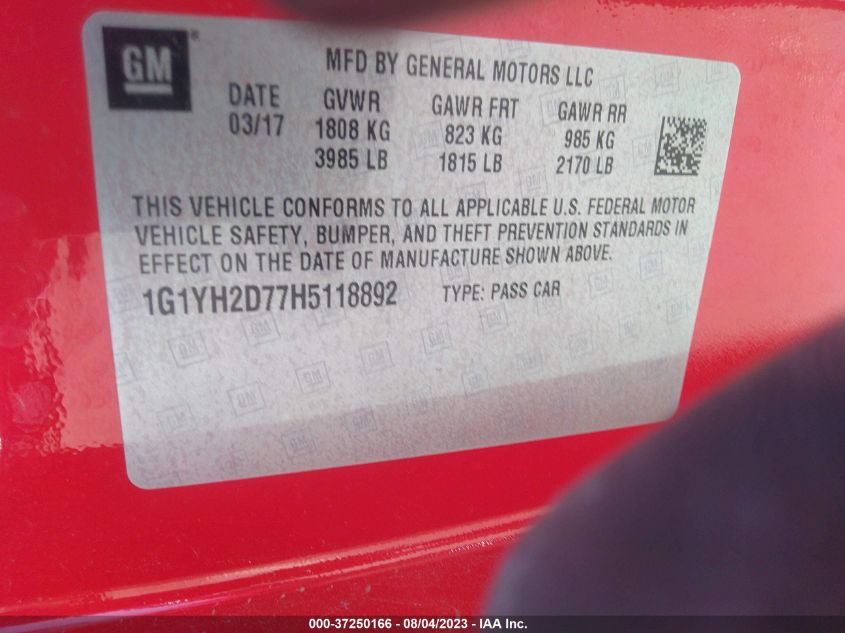 GM®
MFD BY GENERAL MOTORS LLC
DATE GVWR GAWR FRT GAWR RR
03/17 1808 KG 823 KG 985 KG
3985 LB 1815 LB 2170 LB
THIS VEHICLE CONFORMS TO ALL APPLICABLE U.S. FEDERAL MOTOR
VEHICLE SAFETY, BUMPER, AND THEFT PREVENTION STANDARDS IN
EFFECT ON THE DATE OF MANUFACTURE SHOWN ABOVE.
1G1YH2D77H5118892 TYPE: PASS CAR
000-37250166 - 08/04/2023 - IAA Inc.